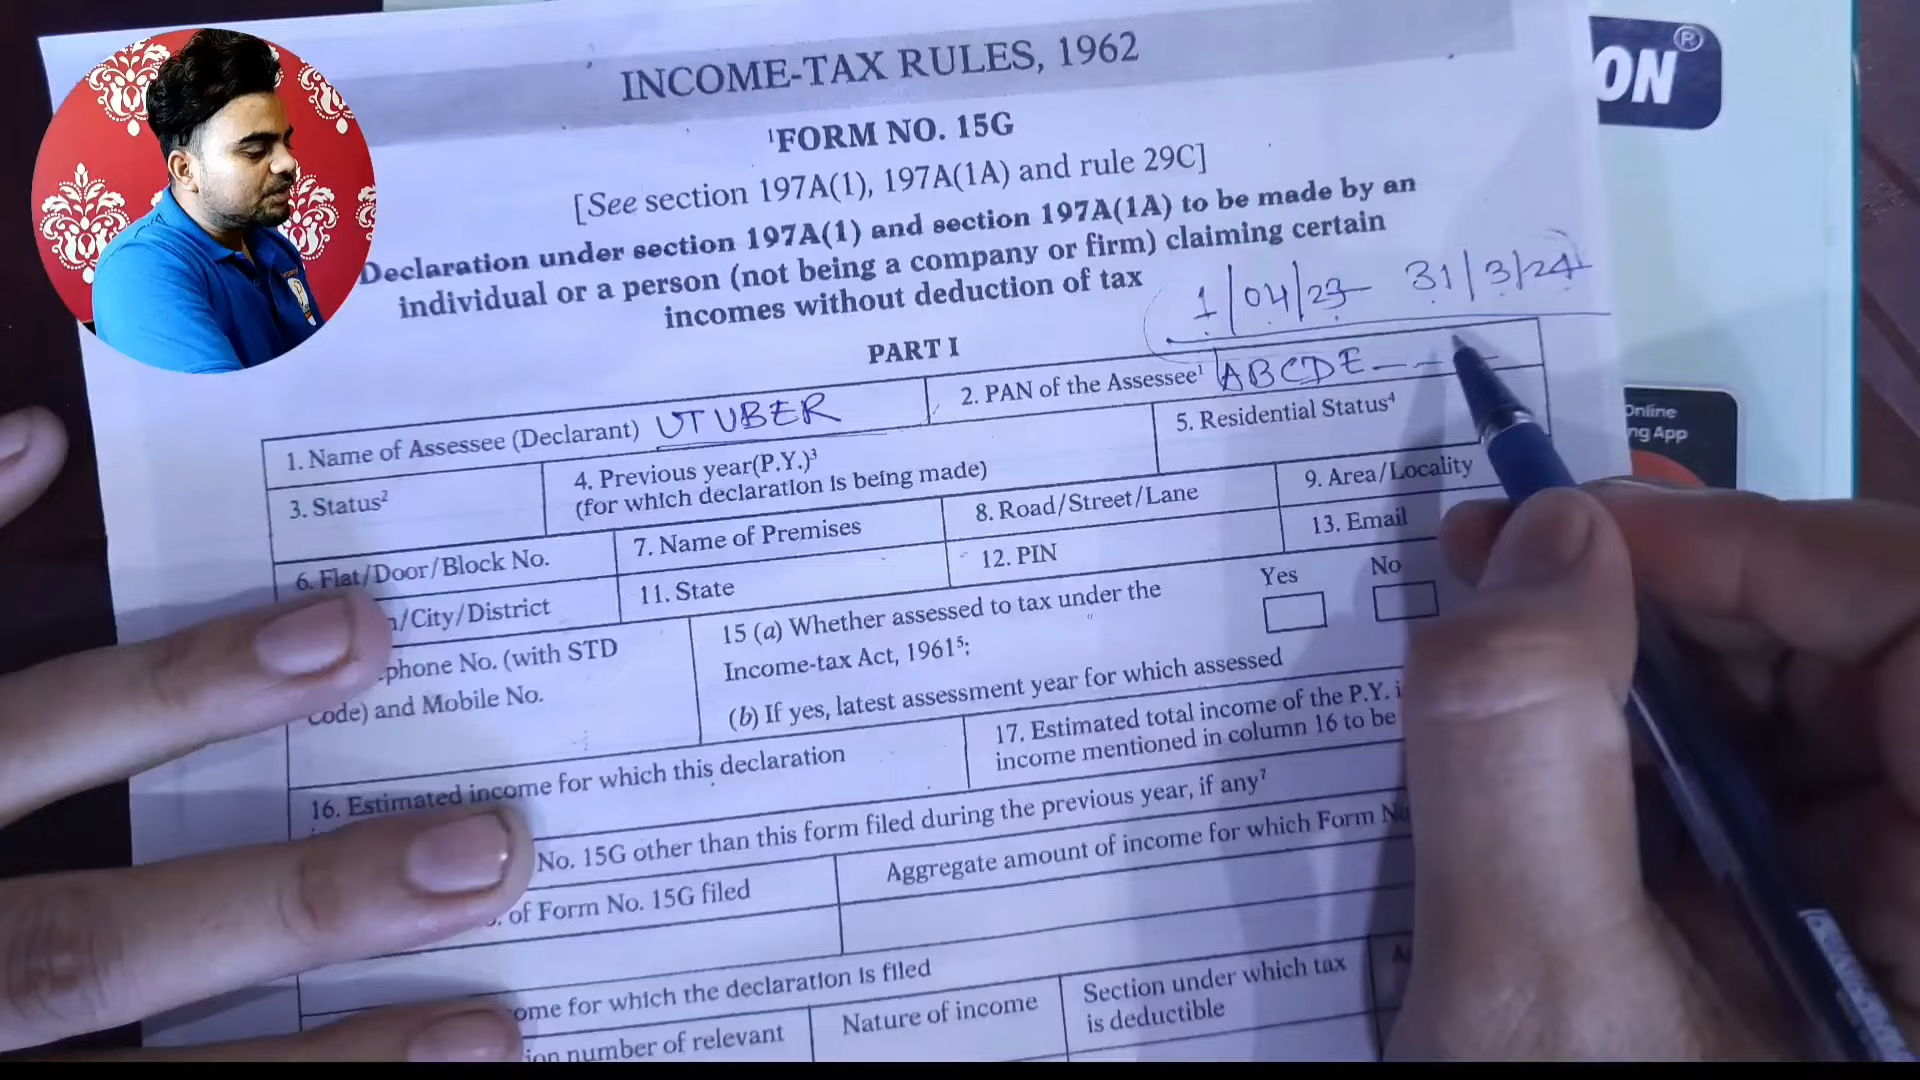 INCOME-TAX RULES, 1962
¹FORM NO. 15G
[See section 197A(1), 197A(1A) and rule 29C]
Declaration under section 197A(1) and section 197A(1A) to be made by an
individual or a person (not being a company or firm) claiming certain
incomes without deduction of tax
1/04/23 31/3/24
PART I
1. Name of Assessee (Declarant) UTUBER
2. PAN of the Assessee¹ ABCDE
3. Status²
4. Previous year(P.Y.)³
(for which declaration is being made)
5. Residential Status⁴
6. Flat/Door/Block No.
7. Name of Premises
8. Road/Street/Lane
9. Area/Locality
/City/District
11. State
12. PIN
13. Email
phone No. (with STD
Code) and Mobile No.
15 (a) Whether assessed to tax under the
Income-tax Act, 1961⁵:
Yes No
(b) If yes, latest assessment year for which assessed
16. Estimated income for which this declaration
17. Estimated total income of the P.Y. i
income mentioned in column 16 to be
No. 15G other than this form filed during the previous year, if any⁷
of Form No. 15G filed
Aggregate amount of income for which Form
ome for which the declaration is filed
ion number of relevant
Nature of income
Section under which tax
is deductible
ON®
Online
ng App